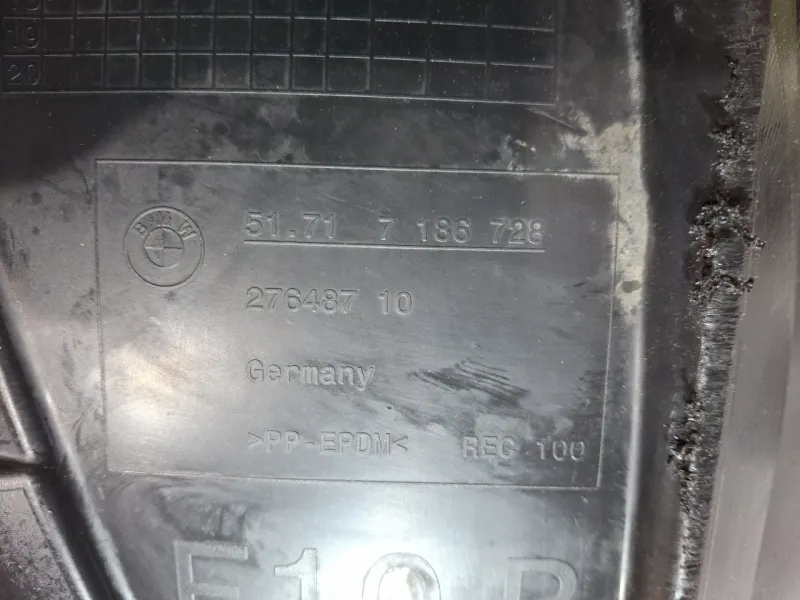 19
20
BMW
51.71 7 186 728
276487 10
Germany
>PP-EPDM< REC 100